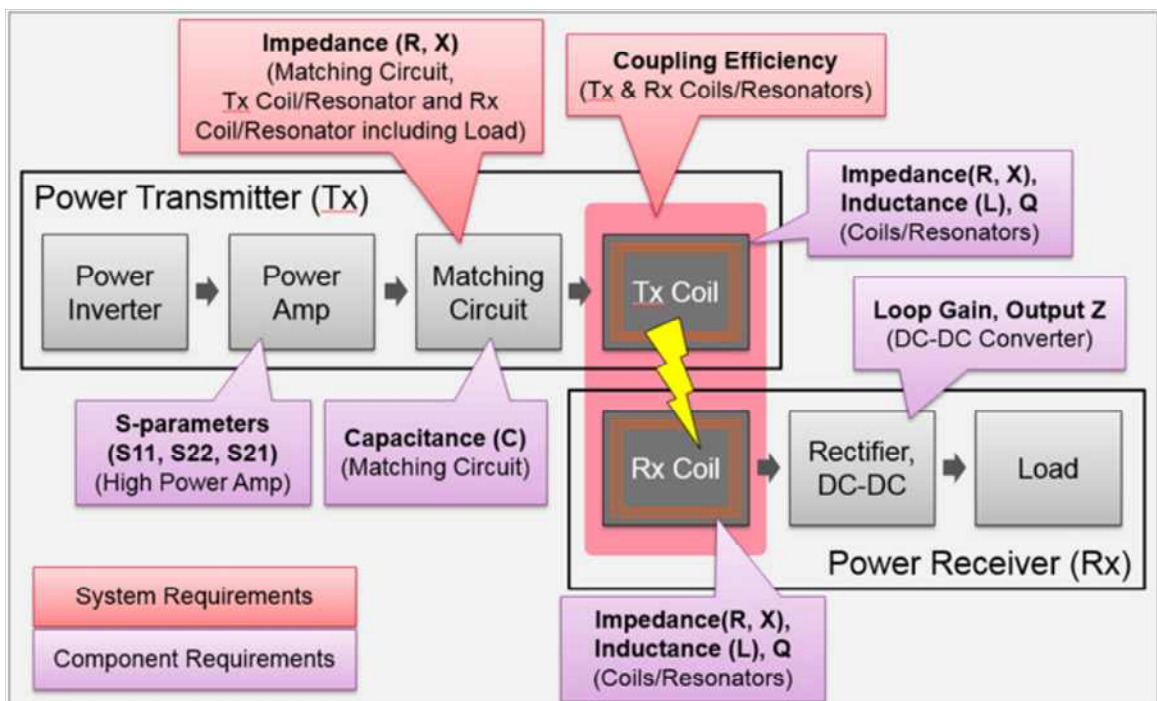 Impedance (R, X)
(Matching Circuit,
Tx Coil/Resonator and Rx
Coil/Resonator including Load)
Coupling Efficiency
(Tx & Rx Coils/Resonators)
Power Transmitter (Tx)
Impedance(R, X),
Inductance (L), Q
(Coils/Resonators)
Power
Inverter
Power
Amp
Matching
Circuit
Tx Coil
Loop Gain, Output Z
(DC-DC Converter)
S-parameters
(S11, S22, S21)
(High Power Amp)
Capacitance (C)
(Matching Circuit)
Rx Coil
Rectifier,
DC-DC
Load
Power Receiver (Rx)
System Requirements
Component Requirements
Impedance(R, X),
Inductance (L), Q
(Coils/Resonators)